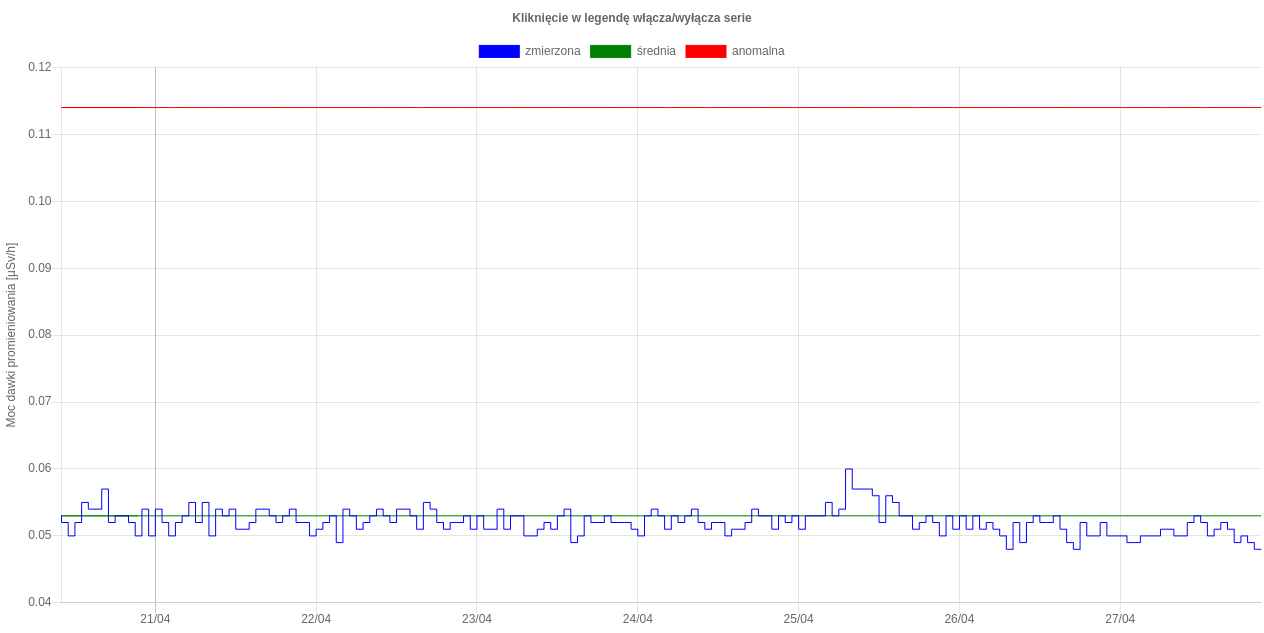 Kliknięcie w legendę włącza/wyłącza serie
zmierzona średnia anomalna
Moc dawki promieniowania [µSv/h]
0.12
0.11
0.10
0.09
0.08
0.07
0.06
0.05
0.04
21/04 22/04 23/04 24/04 25/04 26/04 27/04